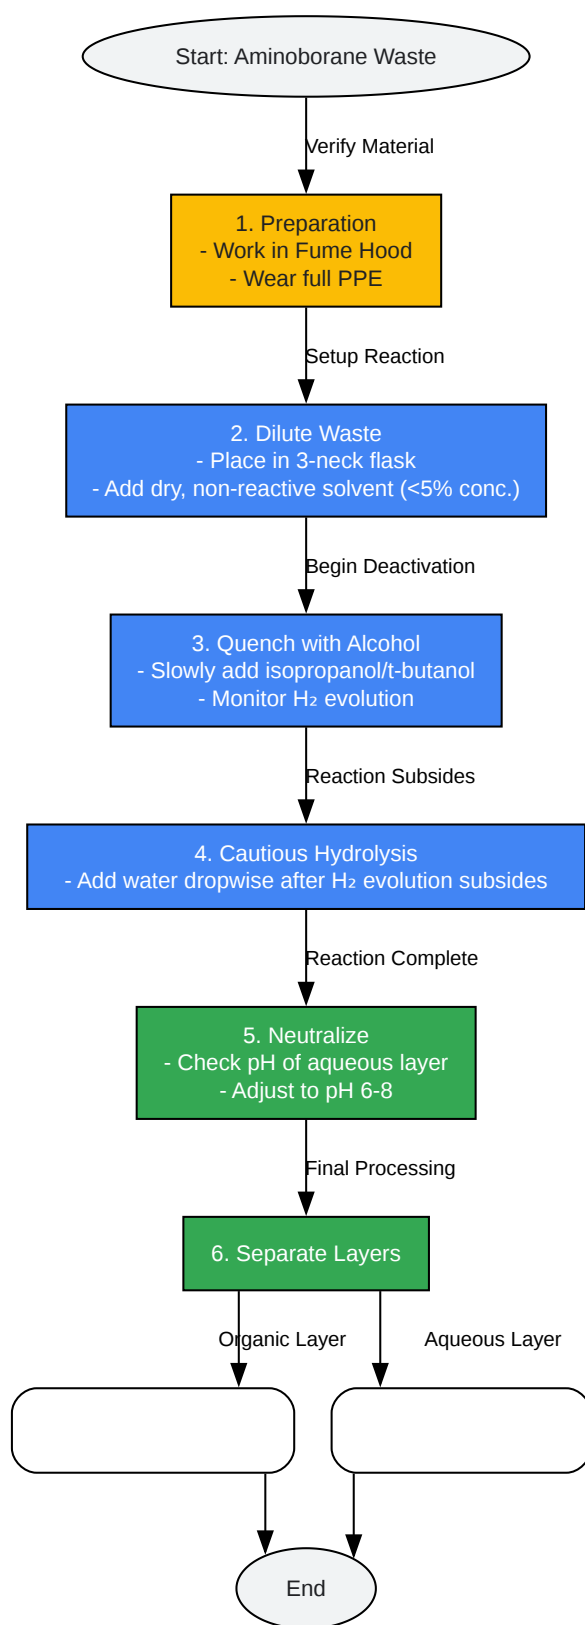 Start: Aminoborane Waste
Verify Material
1. Preparation
- Work in Fume Hood
- Wear full PPE
Setup Reaction
2. Dilute Waste
- Place in 3-neck flask
- Add dry, non-reactive solvent (<5% conc.)
Begin Deactivation
3. Quench with Alcohol
- Slowly add isopropanol/t-butanol
- Monitor H₂ evolution
Reaction Subsides
4. Cautious Hydrolysis
- Add water dropwise after H₂ evolution subsides
Reaction Complete
5. Neutralize
- Check pH of aqueous layer
- Adjust to pH 6-8
Final Processing
6. Separate Layers
Organic Layer
Aqueous Layer
End